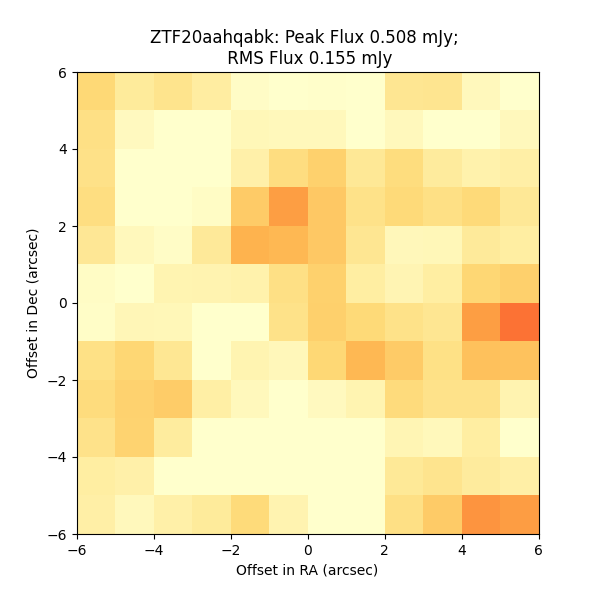 ZTF20aahqabk: Peak Flux 0.508 mJy;
RMS Flux 0.155 mJy
6
4
2
0
−2
−4
−6
Offset in Dec (arcsec)
−6 −4 −2 0 2 4 6
Offset in RA (arcsec)